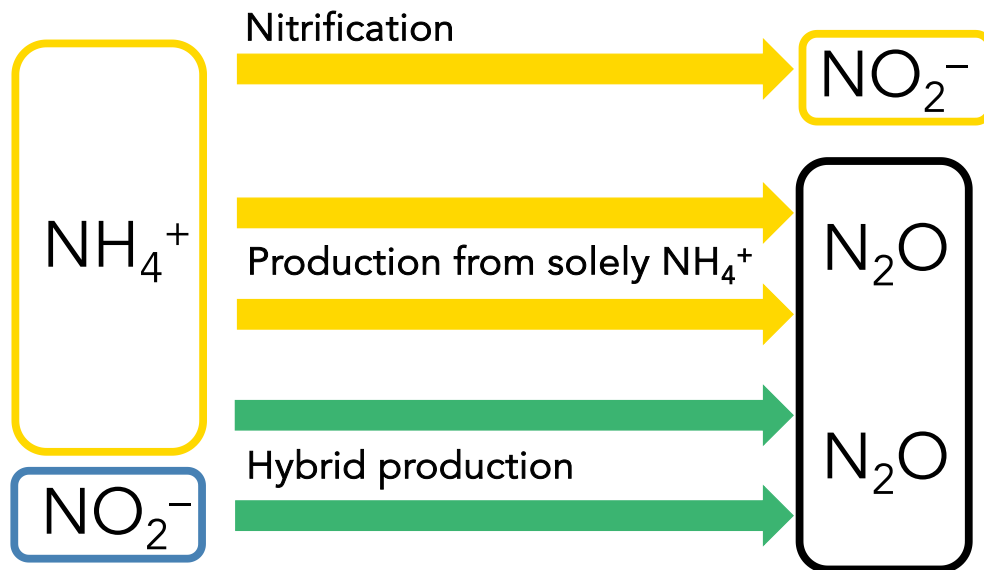 Nitrification
NO₂⁻
NH₄⁺
N₂O
Production from solely NH₄⁺
Hybrid production
N₂O
NO₂⁻